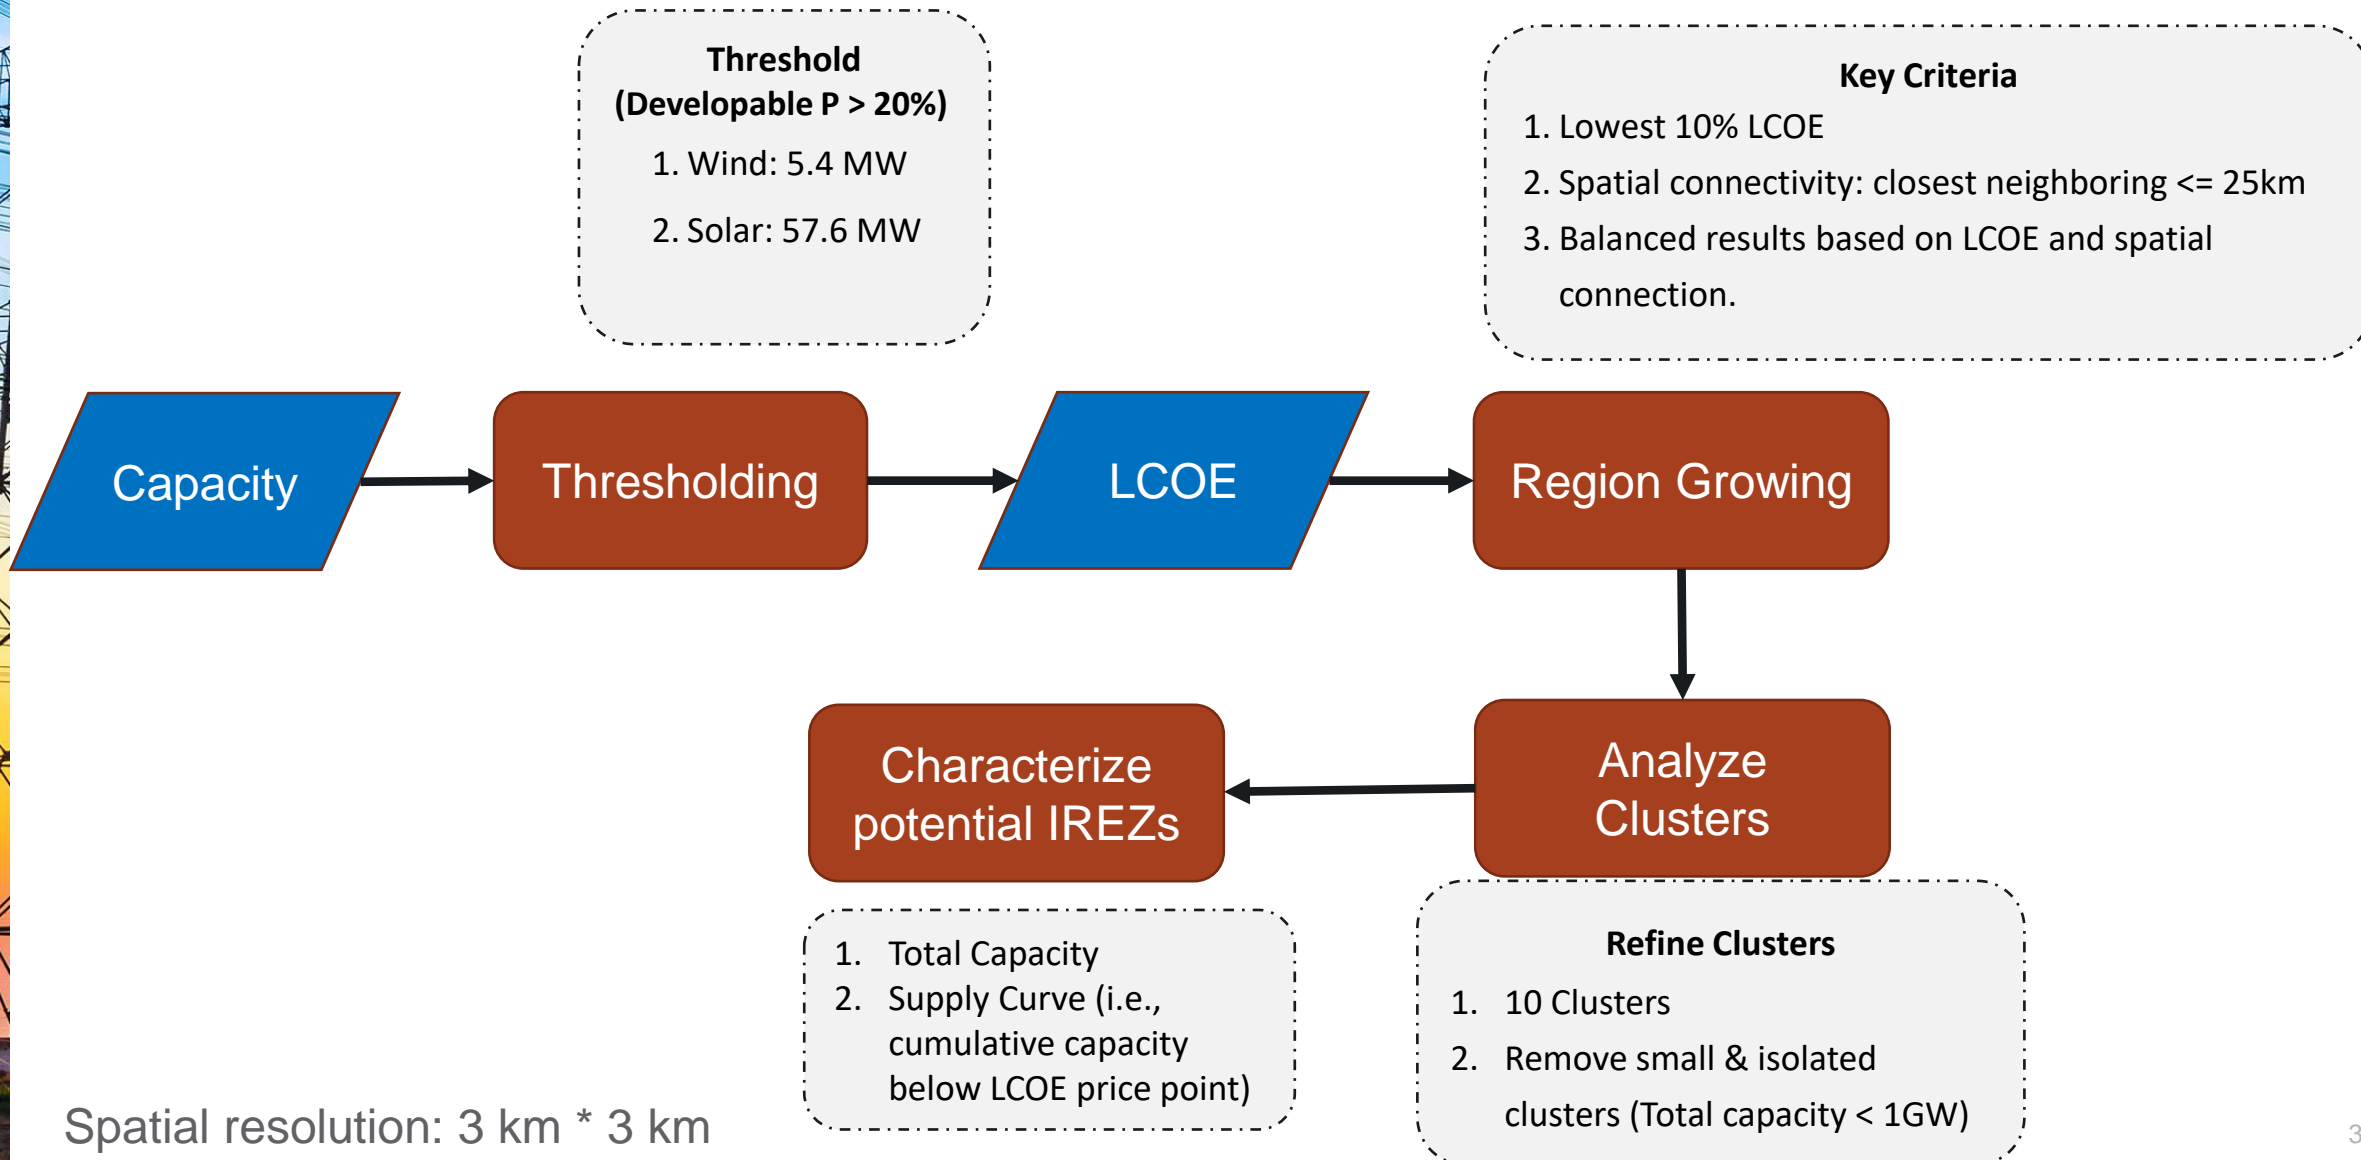 Threshold
(Developable P > 20%)
1. Wind: 5.4 MW
2. Solar: 57.6 MW
Key Criteria
1. Lowest 10% LCOE
2. Spatial connectivity: closest neighboring <= 25km
3. Balanced results based on LCOE and spatial
connection.
Capacity
Thresholding
LCOE
Region Growing
Analyze
Clusters
Characterize
potential IREZs
Refine Clusters
1. 10 Clusters
2. Remove small & isolated
clusters (Total capacity < 1GW)
1. Total Capacity
2. Supply Curve (i.e.,
cumulative capacity
below LCOE price point)
Spatial resolution: 3 km * 3 km
3